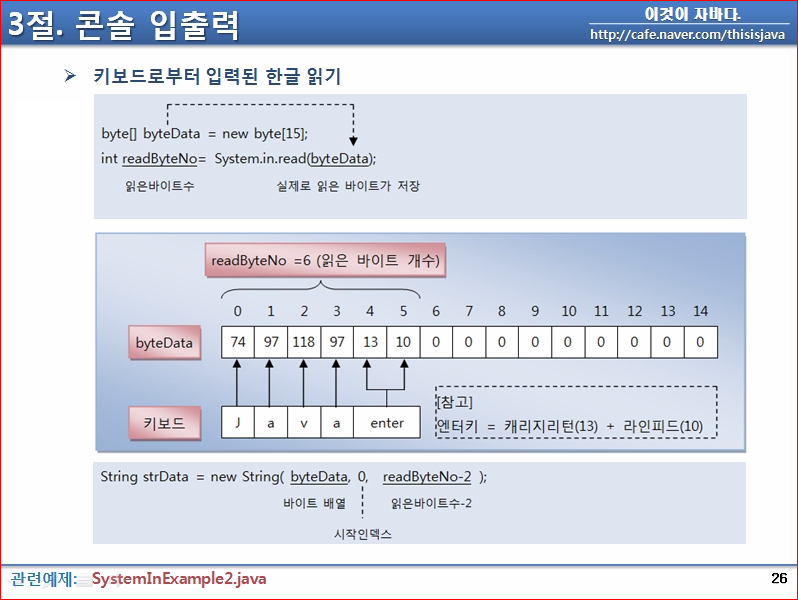 3절. 콘솔 입출력
이것이 자바다.
http://cafe.naver.com/thisisjava
➢ 키보드로부터 입력된 한글 읽기
byte[] byteData = new byte[15];
int readByteNo= System.in.read(byteData);
읽은바이트수 실제로 읽은 바이트가 저장
readByteNo =6 (읽은 바이트 개수)
0 1 2 3 4 5 6 7 8 9 10 11 12 13 14
byteData 74 97 118 97 13 10 0 0 0 0 0 0 0 0 0
키보드 J a v a enter
[참고]
엔터키 = 캐리지리턴(13) + 라인피드(10)
String strData = new String( byteData, 0, readByteNo-2 );
바이트 배열 읽은바이트수-2
시작인덱스
관련예제: SystemInExample2.java
26